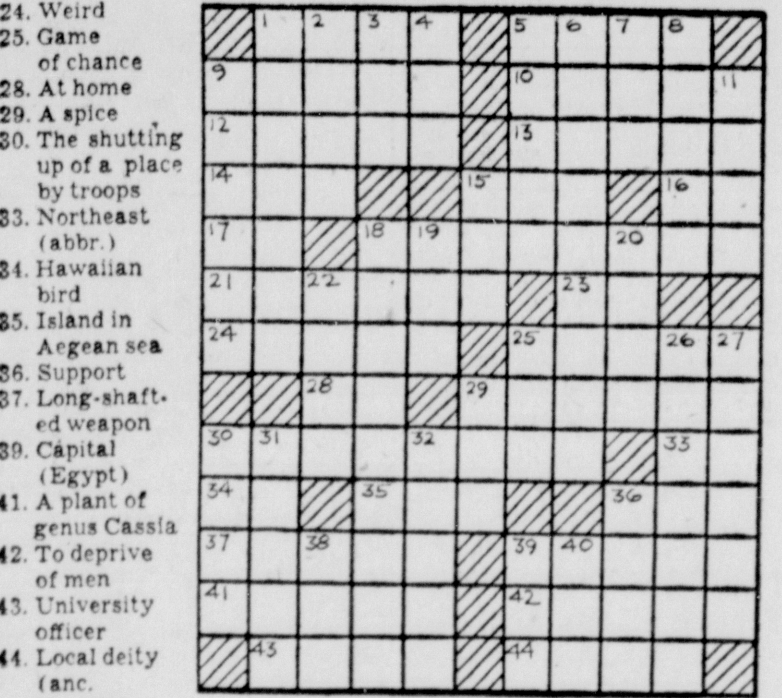 24. Weird
25. Game
of chance
28. At home
29. A spice
30. The shutting
up of a place
by troops
33. Northeast
(abbr.)
34. Hawaiian
bird
35. Island in
Aegean sea
36. Support
37. Long-shaft-
ed weapon
39. Capital
(Egypt)
41. A plant of
genus Cassia
42. To deprive
of men
43. University
officer
44. Local deity
(anc.
1 2 3 4 5 6 7 8
9 10 11
12 13
14 15 16
17 18 19 20
21 22 23
24 25 26 27
28 29
30 31 32 33
34 35 36
37 38 39 40
41 42
43 44